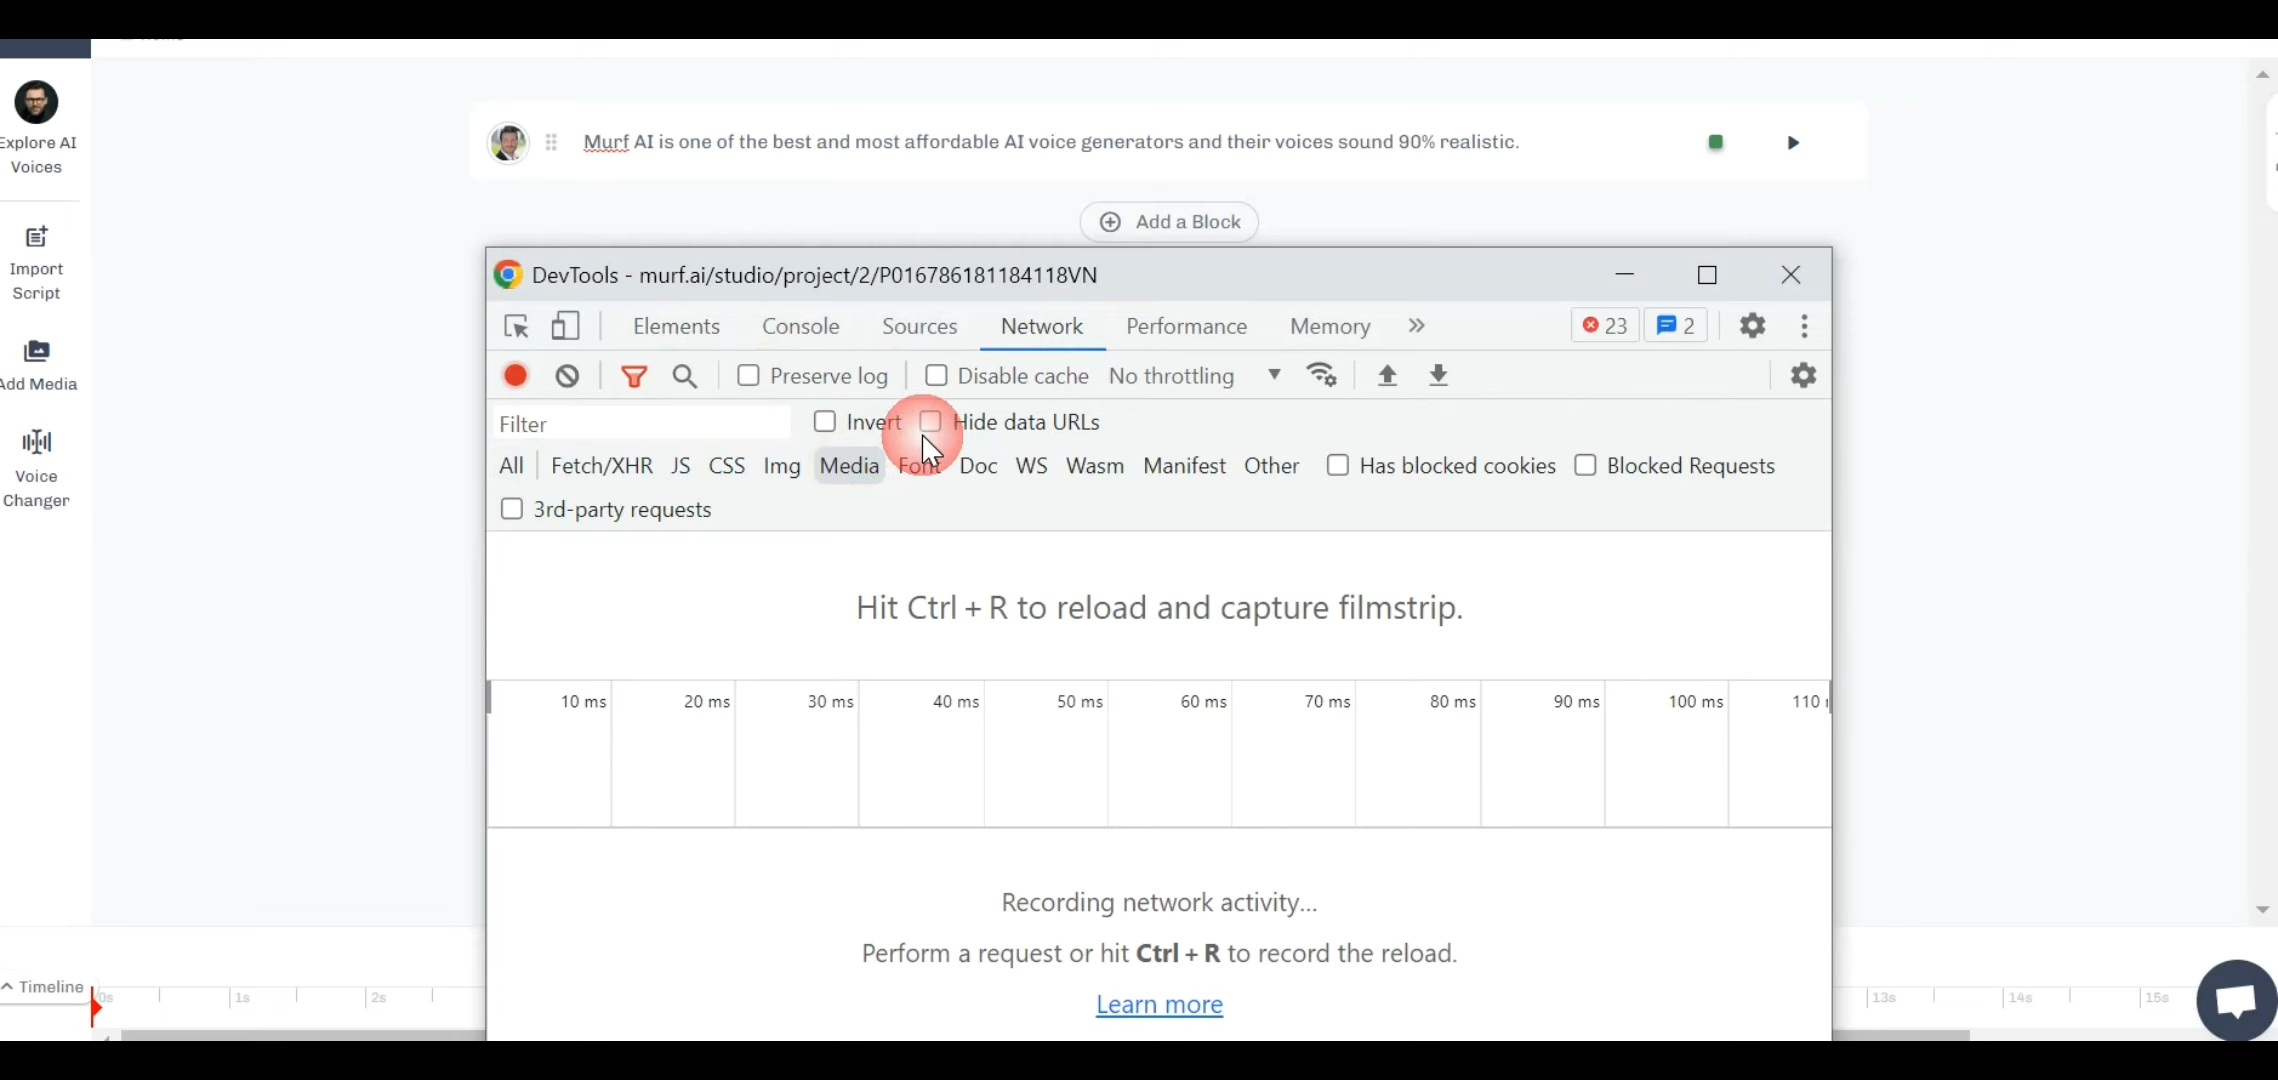 Explore AI
Voices
Import
Script
Add Media
Voice
Changer
Murf AI is one of the best and most affordable AI voice generators and their voices sound 90% realistic.
Add a Block
DevTools - murf.ai/studio/project/2/P016786181184118VN
Elements Console Sources Network Performance Memory 23 2
Preserve log Disable cache No throttling
Filter Invert Hide data URLs
All Fetch/XHR JS CSS Img Media Font Doc WS Wasm Manifest Other Has blocked cookies Blocked Requests
3rd-party requests
Hit Ctrl + R to reload and capture filmstrip.
10 ms 20 ms 30 ms 40 ms 50 ms 60 ms 70 ms 80 ms 90 ms 100 ms 110
Recording network activity...
Perform a request or hit Ctrl + R to record the reload.
Learn more
Timeline
0s 1s 2s 13s 14s 15s